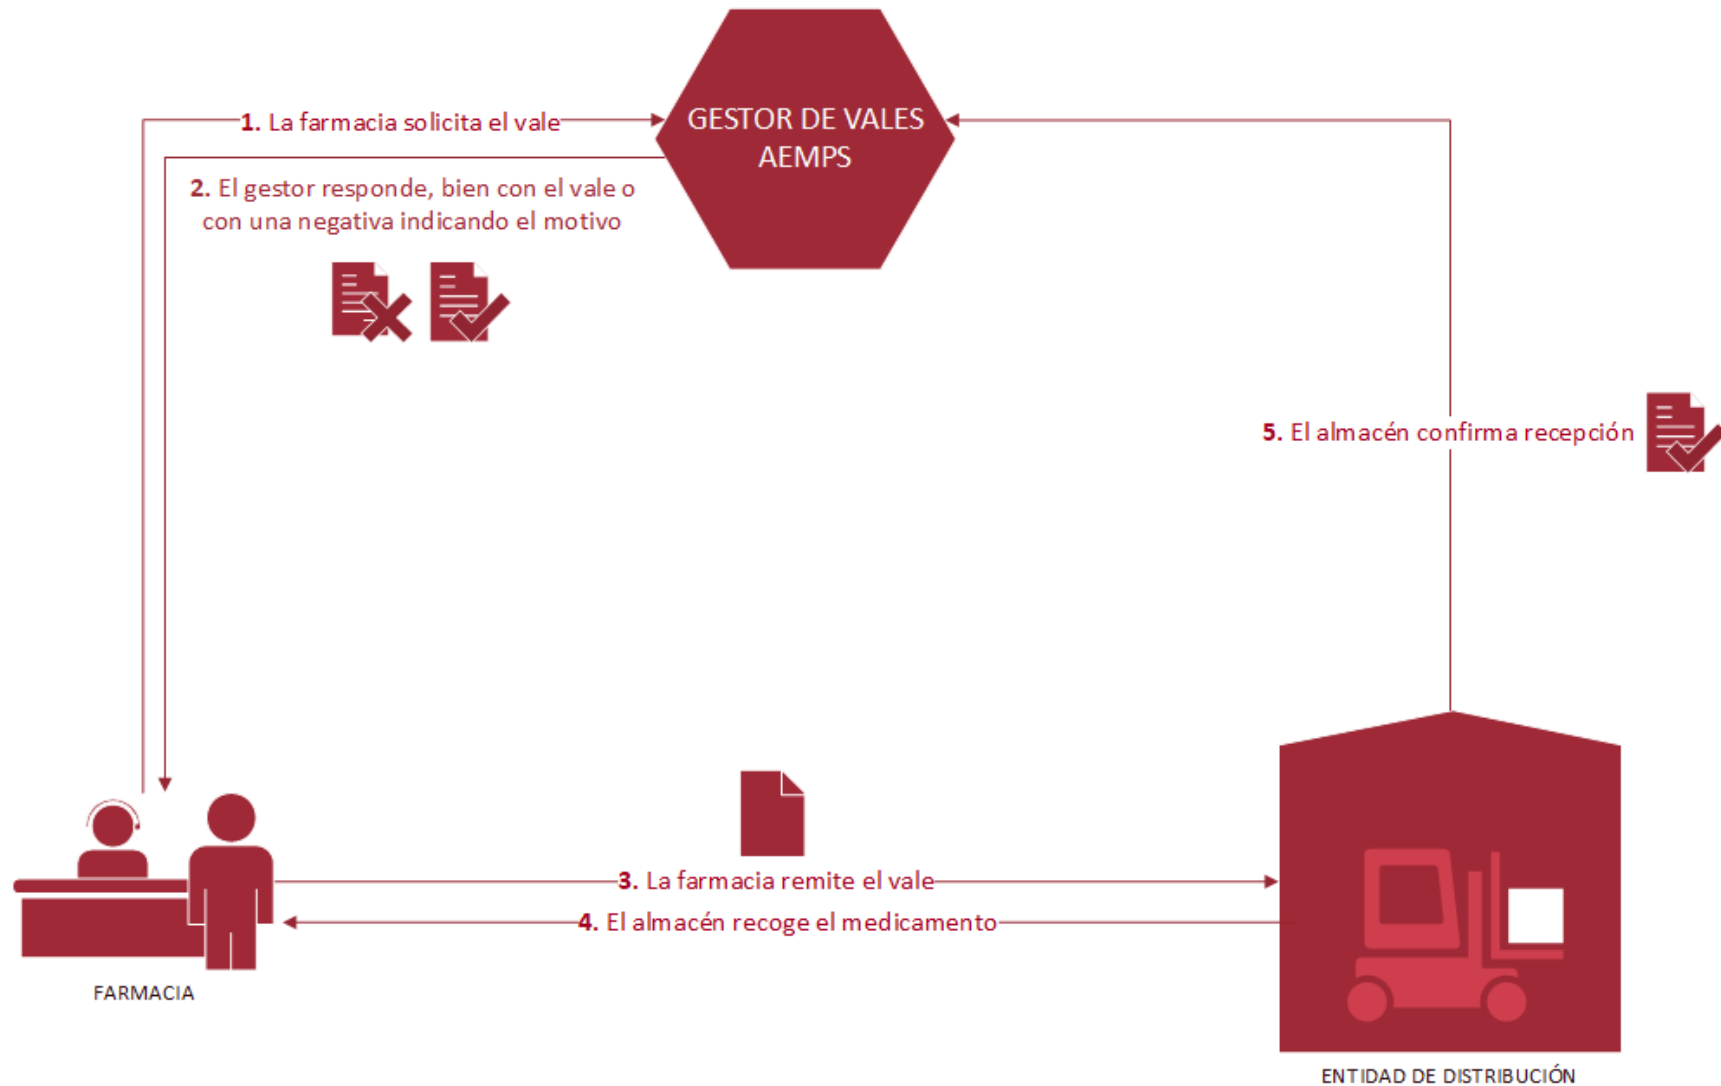 GESTOR DE VALES
AEMPS
1. La farmacia solicita el vale
2. El gestor responde, bien con el vale o
con una negativa indicando el motivo
5. El almacén confirma recepción
3. La farmacia remite el vale
4. El almacén recoge el medicamento
FARMACIA
ENTIDAD DE DISTRIBUCIÓN